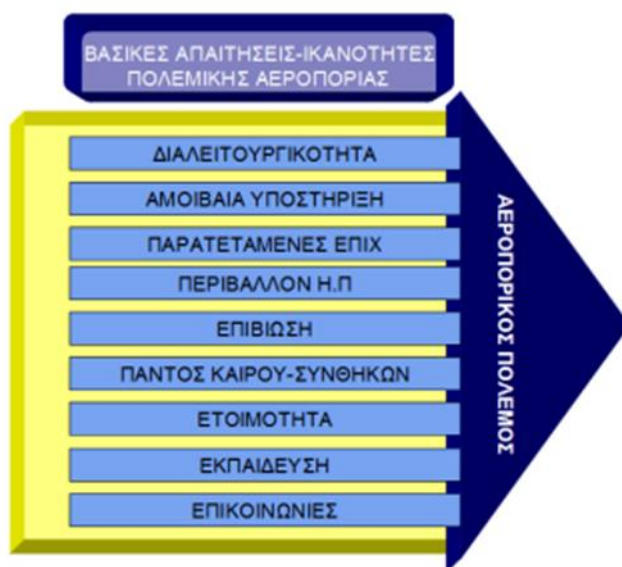 ΒΑΣΙΚΕΣ ΑΠΑΙΤΗΣΕΙΣ-ΙΚΑΝΟΤΗΤΕΣ
ΠΟΛΕΜΙΚΗΣ ΑΕΡΟΠΟΡΙΑΣ
ΔΙΑΛΕΙΤΟΥΡΓΙΚΟΤΗΤΑ
ΑΜΟΙΒΑΙΑ ΥΠΟΣΤΗΡΙΞΗ
ΠΑΡΑΤΕΤΑΜΕΝΕΣ ΕΠΙΧ
ΠΕΡΙΒΑΛΛΟΝ Η.Π
ΕΠΙΒΙΩΣΗ
ΠΑΝΤΟΣ ΚΑΙΡΟΥ-ΣΥΝΘΗΚΩΝ
ΕΤΟΙΜΟΤΗΤΑ
ΕΚΠΑΙΔΕΥΣΗ
ΕΠΙΚΟΙΝΩΝΙΕΣ
ΑΕΡΟΠΟΡΙΚΟΣ ΠΟΛΕΜΟΣ